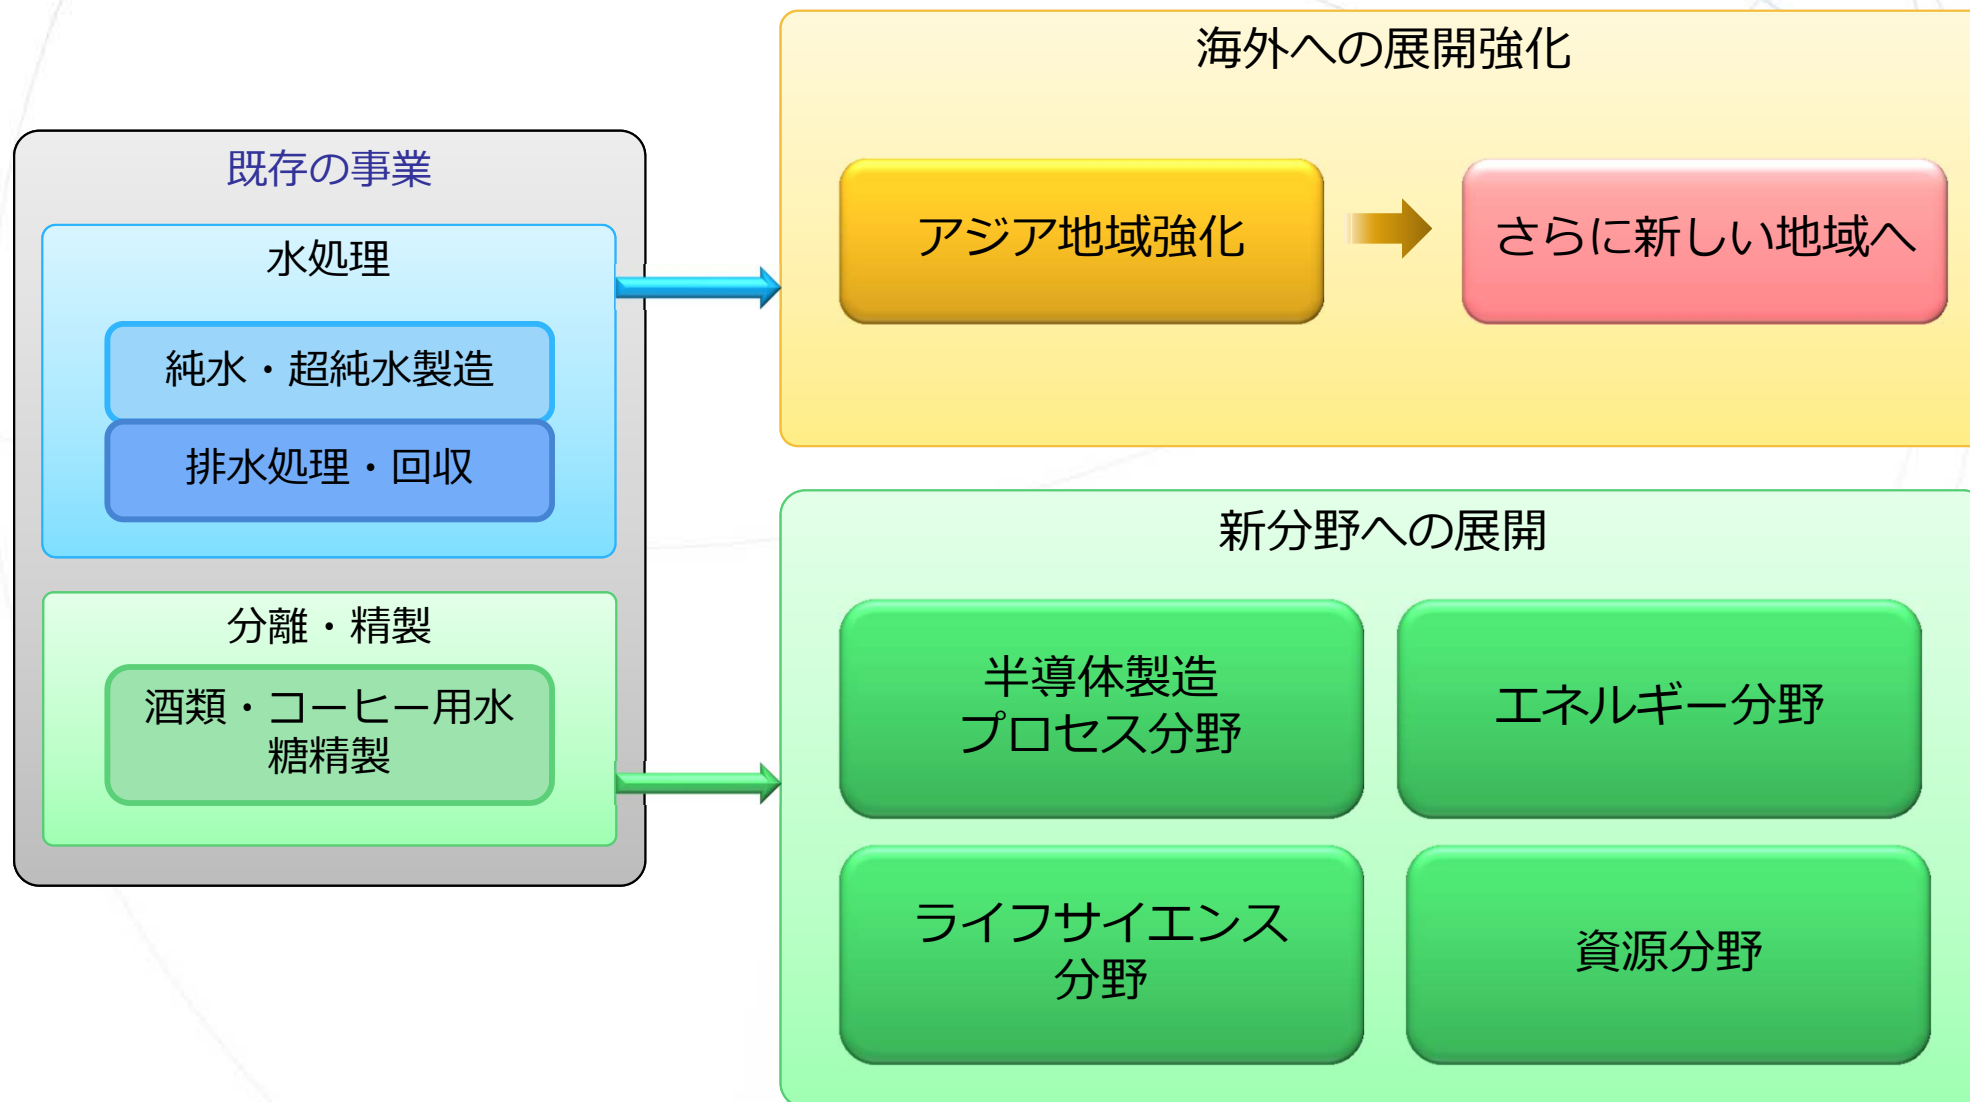 既存の事業
水処理
純水・超純水製造
排水処理・回収
分離・精製
酒類・コーヒー用水
糖精製
海外への展開強化
アジア地域強化
さらに新しい地域へ
新分野への展開
半導体製造
プロセス分野
エネルギー分野
ライフサイエンス
分野
資源分野